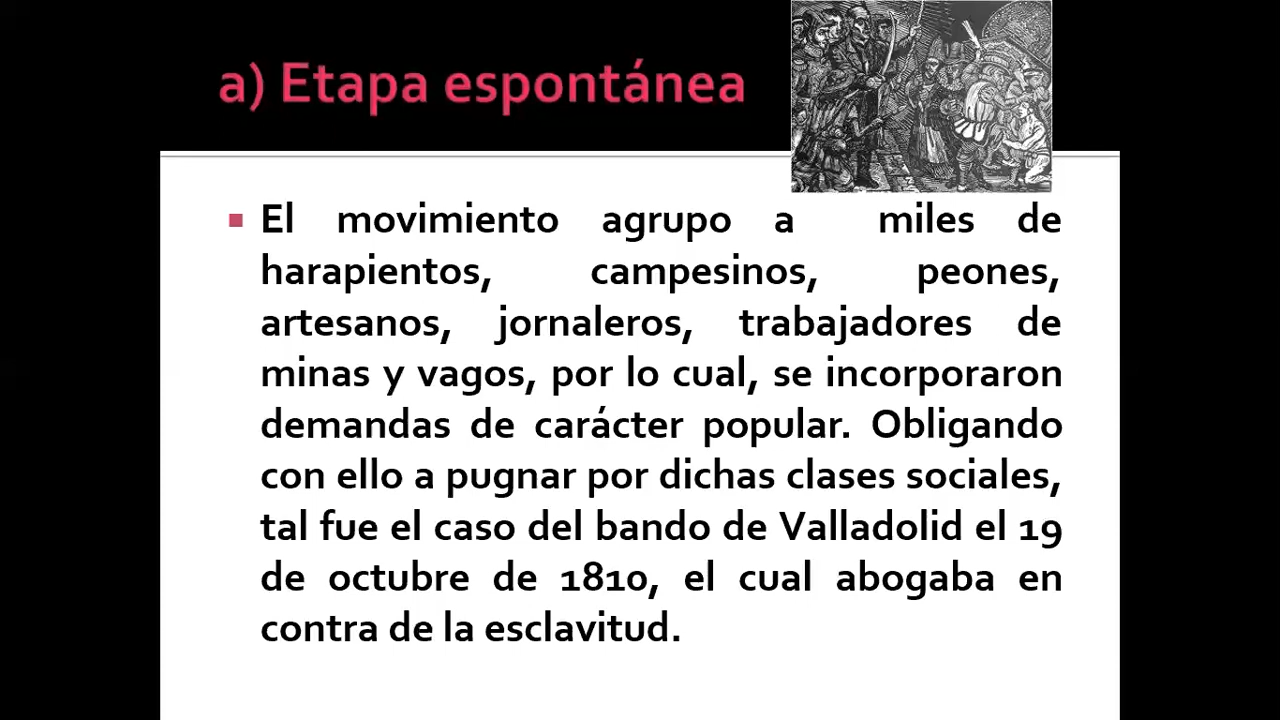 a) Etapa espontánea
El movimiento agrupo a miles de
harapientos, campesinos, peones,
artesanos, jornaleros, trabajadores de
minas y vagos, por lo cual, se incorporaron
demandas de carácter popular. Obligando
con ello a pugnar por dichas clases sociales,
tal fue el caso del bando de Valladolid el 19
de octubre de 1810, el cual abogaba en
contra de la esclavitud.